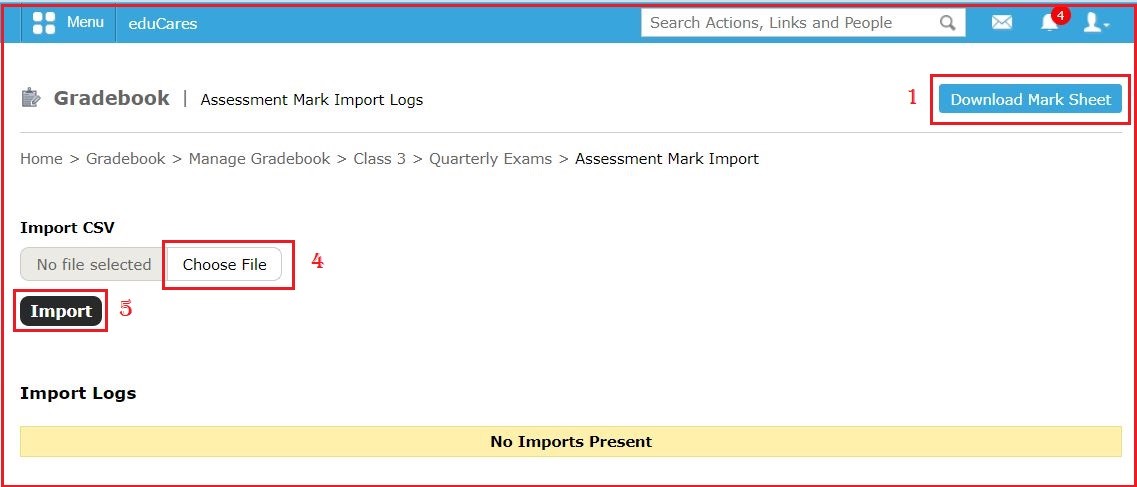 Menu eduCares Search Actions, Links and People 4
Gradebook | Assessment Mark Import Logs 1 Download Mark Sheet
Home > Gradebook > Manage Gradebook > Class 3 > Quarterly Exams > Assessment Mark Import
Import CSV
No file selected Choose File 4
Import 5
Import Logs
No Imports Present